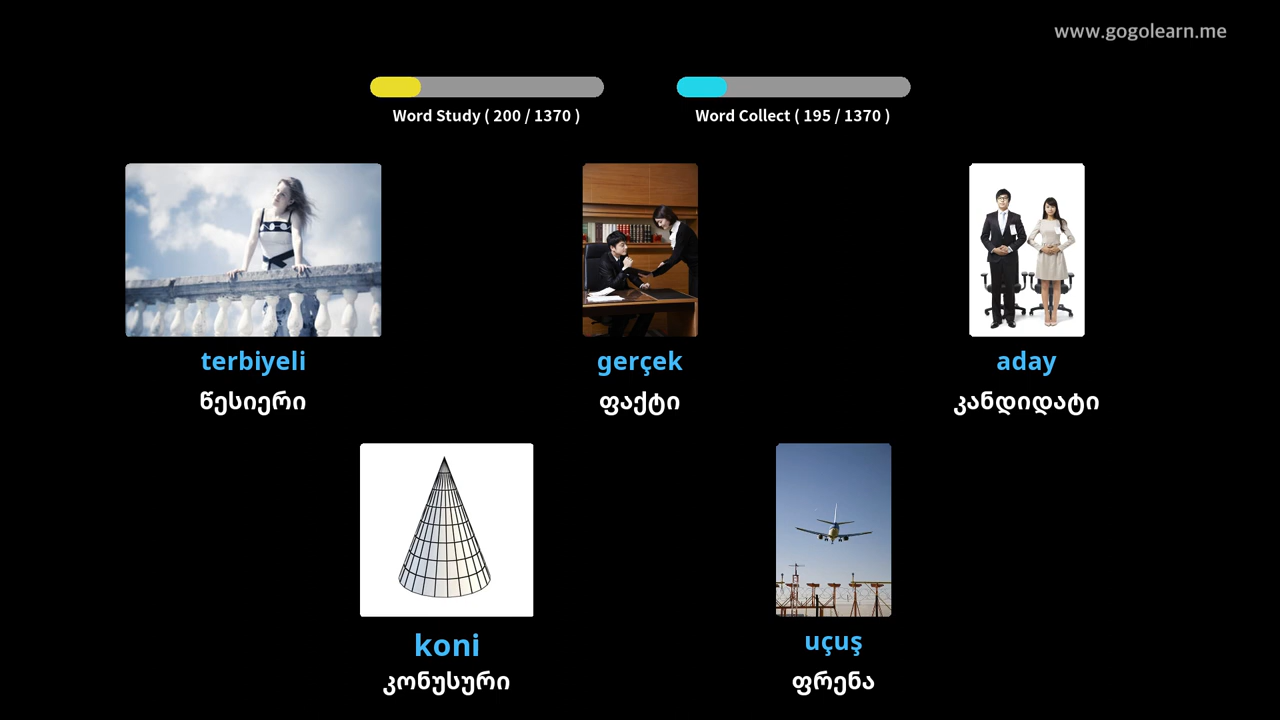 www.gogolearn.me
Word Study ( 200 / 1370 )
Word Collect ( 195 / 1370 )
terbiyeli
წესიერი
gerçek
ფაქტი
aday
კანდიდატი
koni
კონუსური
uçuş
ფრენა